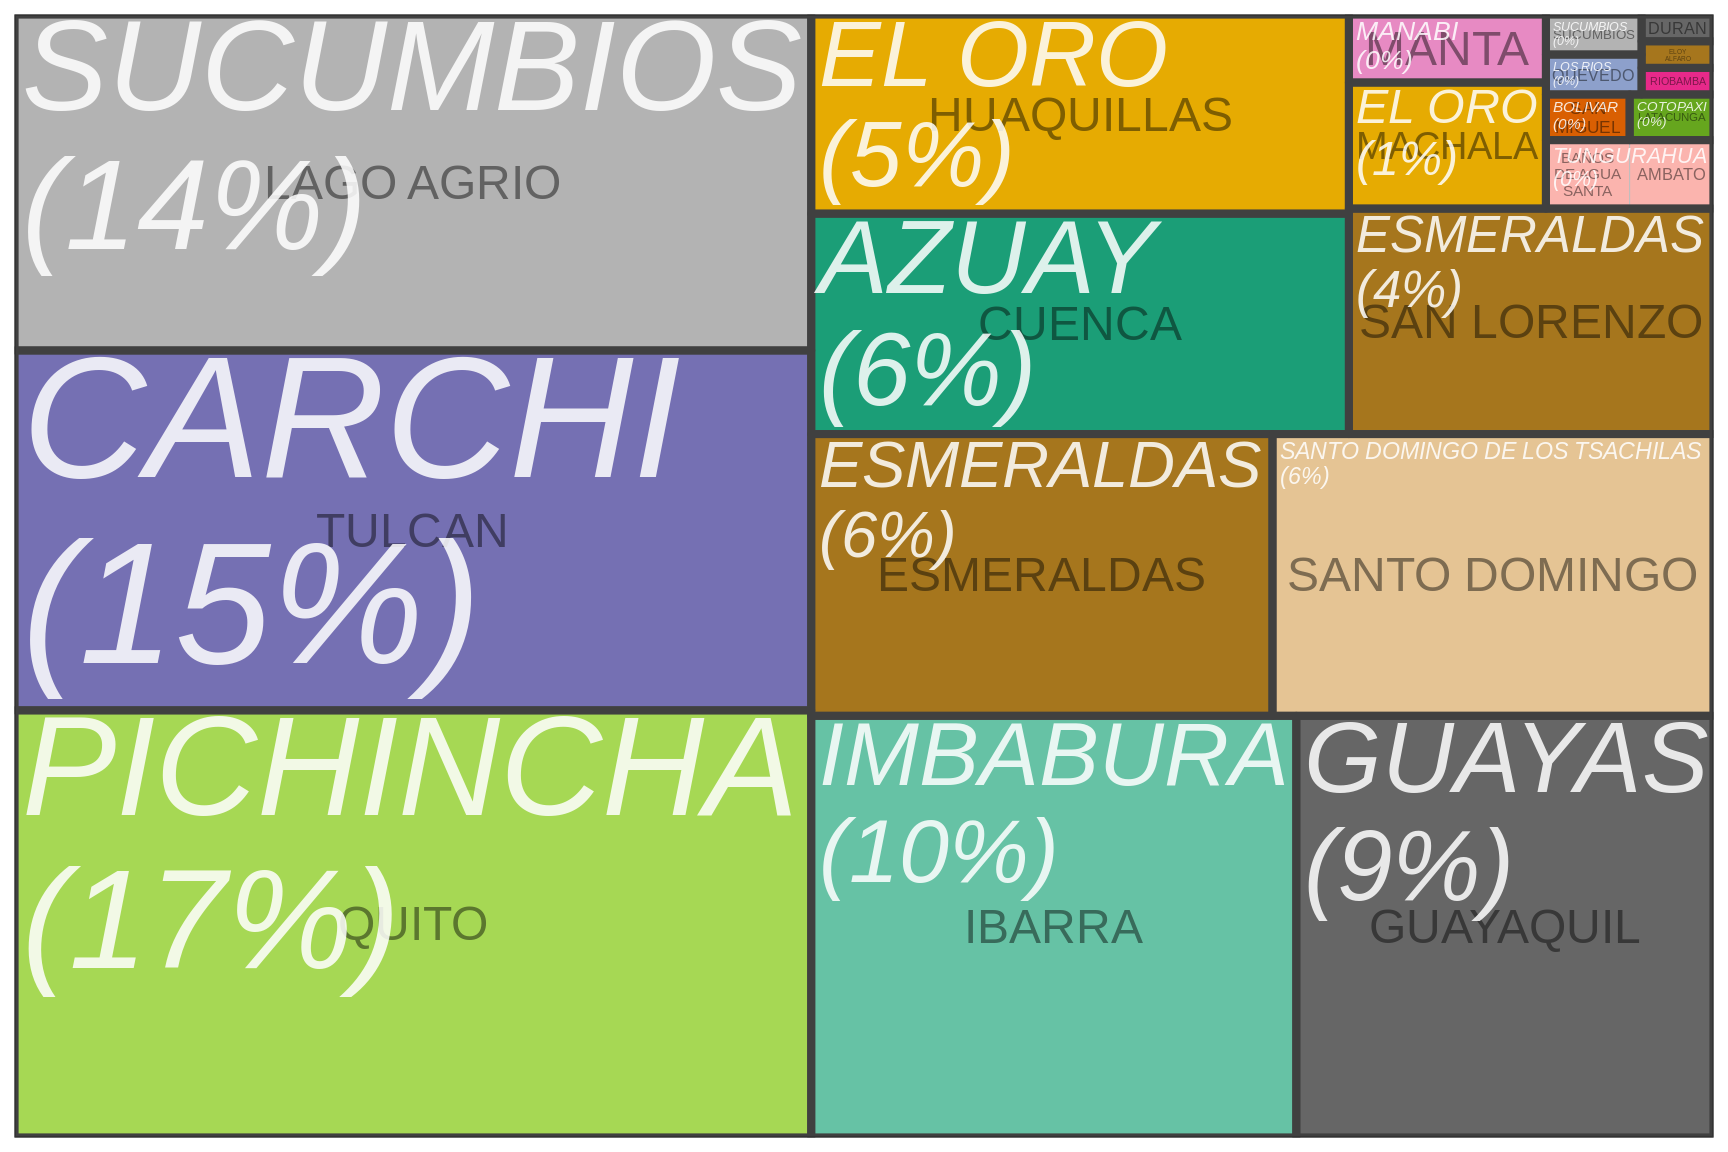 SUCUMBIOS
(14%)
LAGO AGRIO
CARCHI
(15%)
TULCAN
PICHINCHA
(17%)
QUITO
EL ORO
(5%)
HUAQUILLAS
AZUAY
(6%)
CUENCA
ESMERALDAS
(6%)
ESMERALDAS
SANTO DOMINGO DE LOS TSACHILAS
(6%)
SANTO DOMINGO
IMBABURA
(10%)
IBARRA
GUAYAS
(9%)
GUAYAQUIL
MANABI
(0%)
MANTA
EL ORO
(1%)
MACHALA
ESMERALDAS
(4%)
SAN LORENZO
SUCUMBIOS
(0%)
SUCUMBIOS
DURAN
ELOY
ALFARO
LOS RIOS
(0%)
QUEVEDO
RIOBAMBA
BOLIVAR
(0%)
MIGUEL
COTOPAXI
(0%)
LATACUNGA
TUNGURAHUA
(0%)
BANOS
DE AGUA
SANTA
AMBATO